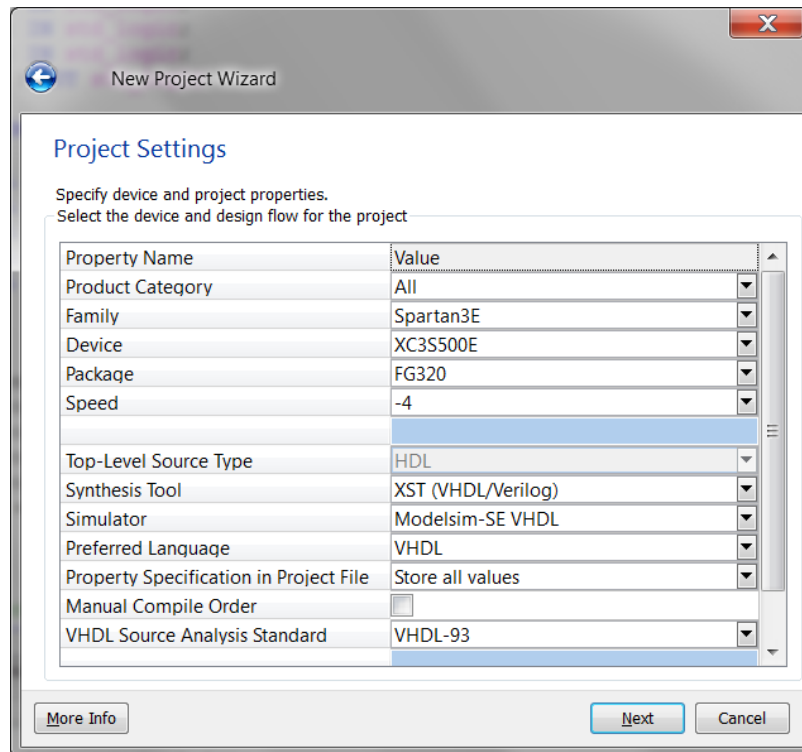 X
New Project Wizard
Project Settings
Specify device and project properties.
Select the device and design flow for the project
Property Name Value
Product Category All
Family Spartan3E
Device XC3S500E
Package FG320
Speed -4
Top-Level Source Type HDL
Synthesis Tool XST (VHDL/Verilog)
Simulator Modelsim-SE VHDL
Preferred Language VHDL
Property Specification in Project File Store all values
Manual Compile Order
VHDL Source Analysis Standard VHDL-93
More Info Next Cancel